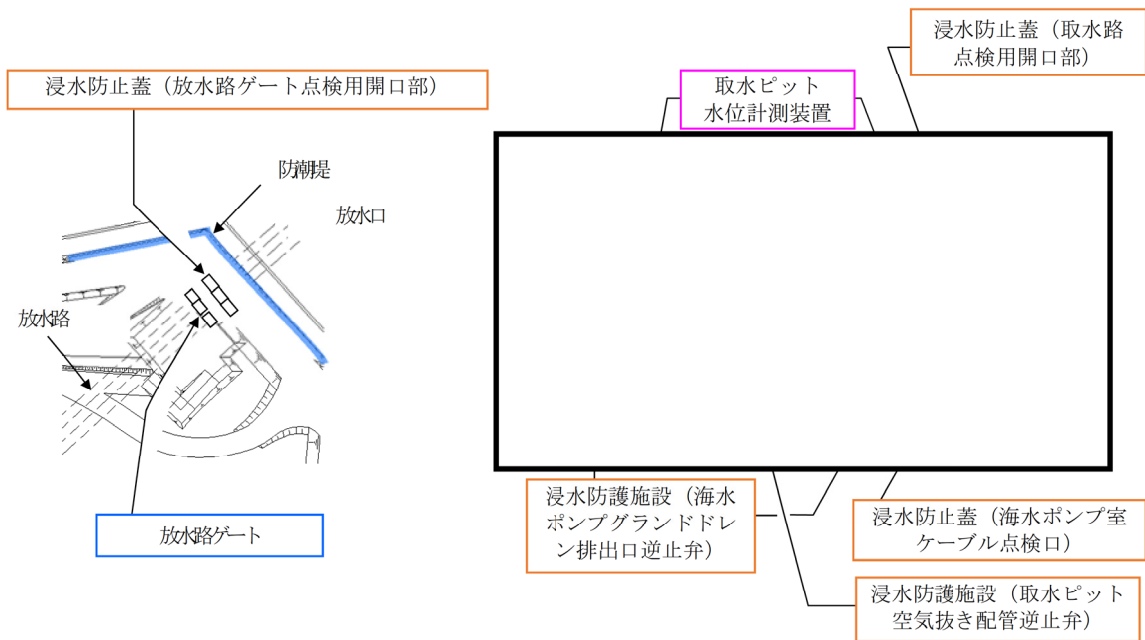 浸水防止蓋（取水路
点検用開口部）
浸水防止蓋（放水路ゲート点検用開口部）
取水ピット
水位計測装置
防潮堤
放水口
放水路
放水路ゲート
浸水防護施設（海水
ポンプグランドドレ
ン排出口逆止弁）
浸水防止蓋（海水ポンプ室
ケーブル点検口）
浸水防護施設（取水ピット
空気抜き配管逆止弁）